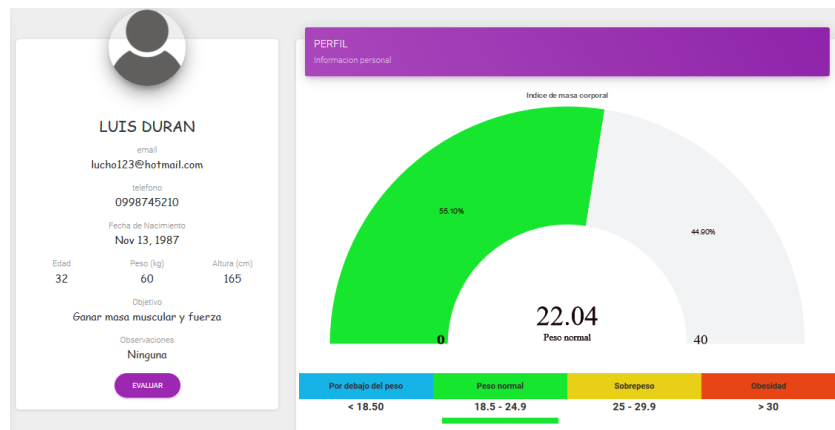 LUIS DURAN
email
lucho123@hotmail.com
telefono
0998745210
Fecha de Nacimiento
Nov 13, 1987
Edad Peso (kg) Altura (cm)
32 60 165
Objetivo
Ganar masa muscular y fuerza
Observaciones
Ninguna
EVALUAR
PERFIL
Informacion personal
Indice de masa corporal
55.10%
44.90%
22.04
0 Peso normal 40
Por debajo del peso Peso normal Sobrepeso Obesidad
< 18.50 18.5 - 24.9 25 - 29.9 > 30